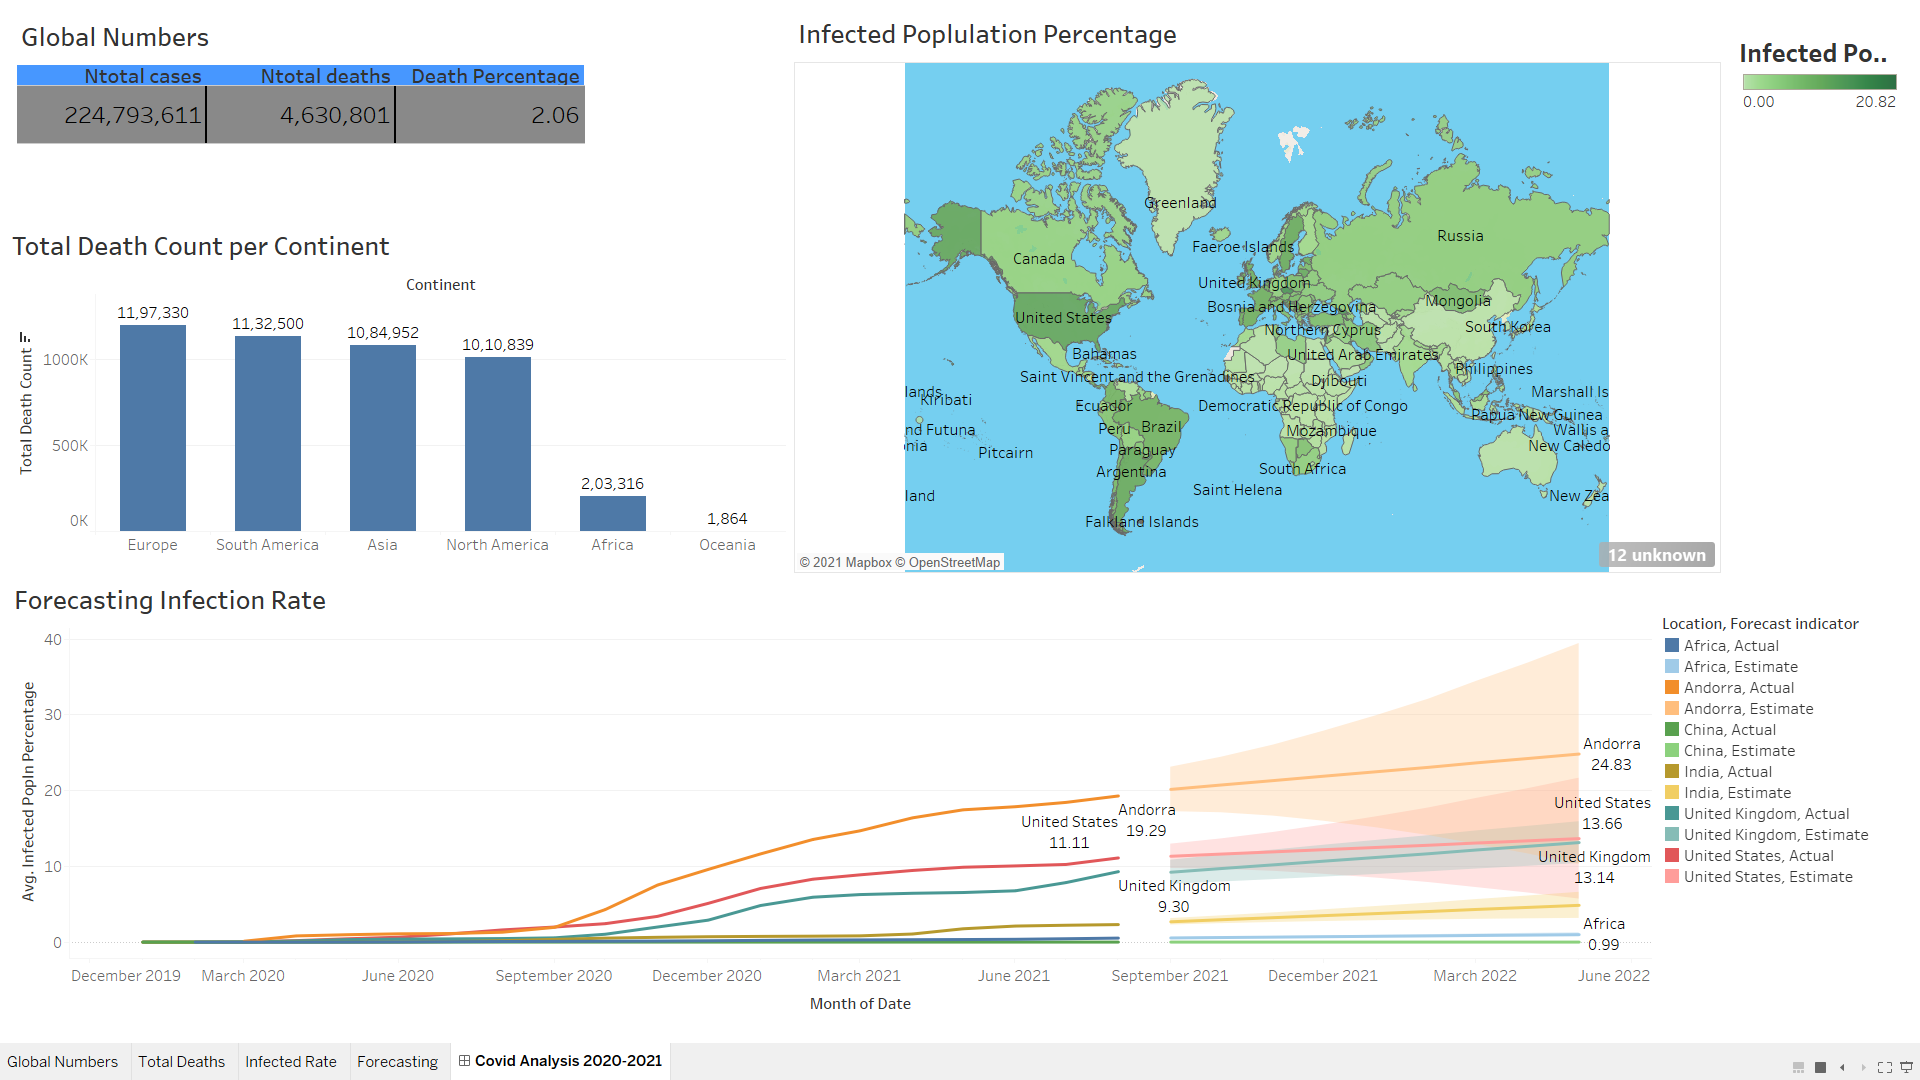 Global Numbers
Ntotal cases Ntotal deaths Death Percentage
224,793,611 4,630,801 2.06
Infected Poplulation Percentage
Infected Po..
0.00 20.82
Greenland
Faeroe Islands
Russia
Canada
United Kingdom
Mongolia
Bosnia and Herzegovina
United States
South Korea
Northern Cyprus
Bahamas
United Arab Emirates
Philippines
Saint Vincent and the Grenadines
Djibouti
lands
Marshall Is
Kiribati
Ecuador
Democratic Republic of Congo
Papua New Guinea
Peru
Brazil
nd Futuna
Mozambique
Wallis a
nia
New Caledo
Pitcairn
Paraguay
Argentina
South Africa
Saint Helena
land
New Zea
Falkland Islands
12 unknown
© 2021 Mapbox © OpenStreetMap
Total Death Count per Continent
Continent
Total Death Count
1000K
500K
0K
11,97,330
11,32,500
10,84,952
10,10,839
2,03,316
1,864
Europe South America Asia North America Africa Oceania
Forecasting Infection Rate
Avg. Infected Popln Percentage
40
30
20
10
0
United States
11.11
Andorra
19.29
United Kingdom
9.30
Andorra
24.83
United States
13.66
United Kingdom
13.14
Africa
0.99
December 2019 March 2020 June 2020 September 2020 December 2020 March 2021 June 2021 September 2021 December 2021 March 2022 June 2022
Month of Date
Location, Forecast indicator
Africa, Actual
Africa, Estimate
Andorra, Actual
Andorra, Estimate
China, Actual
China, Estimate
India, Actual
India, Estimate
United Kingdom, Actual
United Kingdom, Estimate
United States, Actual
United States, Estimate
Global Numbers Total Deaths Infected Rate Forecasting Covid Analysis 2020-2021